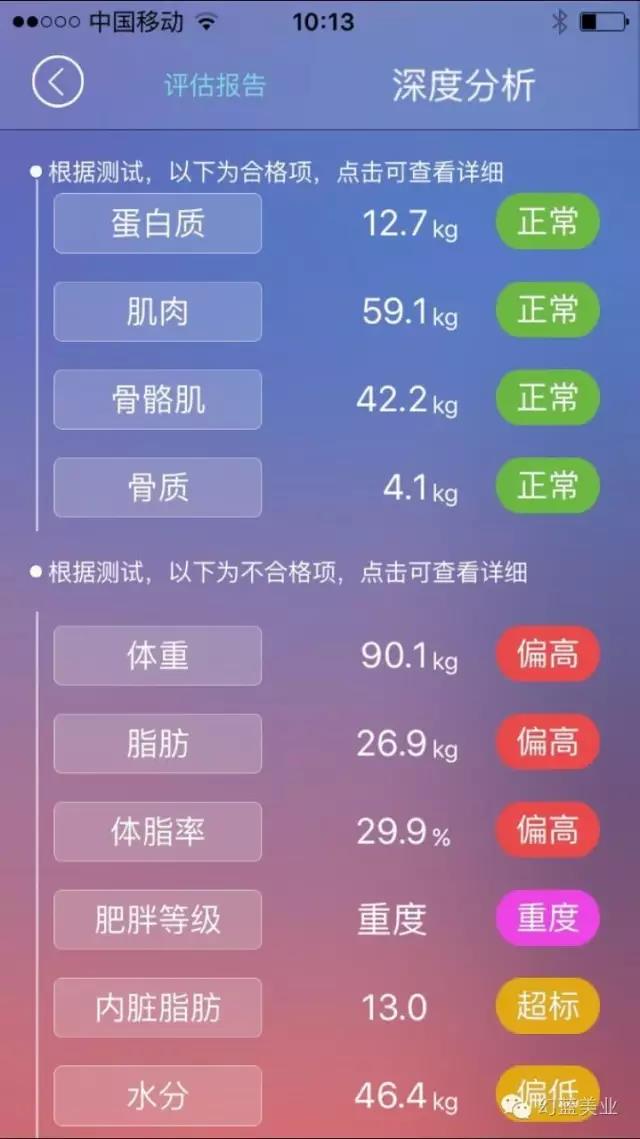 中国移动 10:13
评估报告 深度分析
根据测试，以下为合格项，点击可查看详细
蛋白质 12.7kg 正常
肌肉 59.1kg 正常
骨骼肌 42.2kg 正常
骨质 4.1kg 正常
根据测试，以下为不合格项，点击可查看详细
体重 90.1kg 偏高
脂肪 26.9kg 偏高
体脂率 29.9% 偏高
肥胖等级 重度 重度
内脏脂肪 13.0 超标
水分 46.4kg 偏低
幻蓝美业